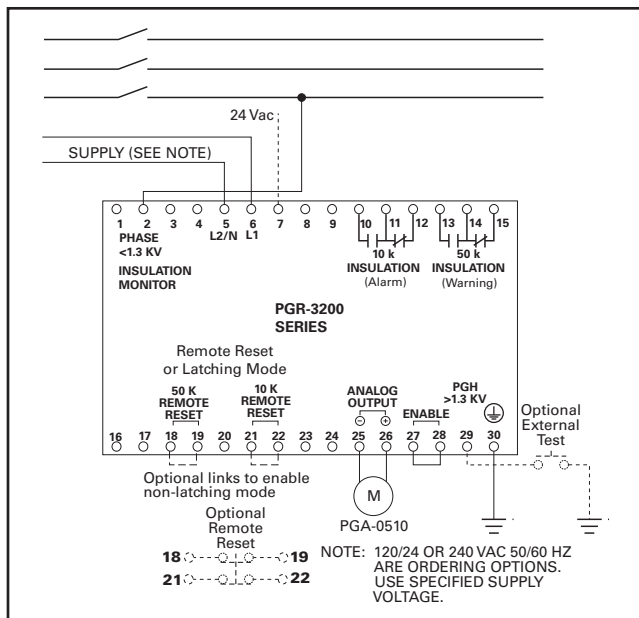 24 Vac
SUPPLY (SEE NOTE)
1 2 3 4 5 6 7 8 9 10 11 12 13 14 15
PHASE
<1.3 KV
L2/N L1
INSULATION
MONITOR
10 k
INSULATION
(Alarm)
50 k
INSULATION
(Warning)
PGR-3200
SERIES
Remote Reset
or Latching Mode
50 K
REMOTE
RESET
10 K
REMOTE
RESET
ANALOG
OUTPUT
− +
ENABLE
PGH
>1.3 KV
16 17 18 19 20 21 22 23 24 25 26 27 28 29 30
Optional
External
Test
Optional links to enable
non-latching mode
M
PGA-0510
Optional
Remote
Reset
18 19
21 22
NOTE: 120/24 OR 240 VAC 50/60 HZ
ARE ORDERING OPTIONS.
USE SPECIFIED SUPPLY
VOLTAGE.